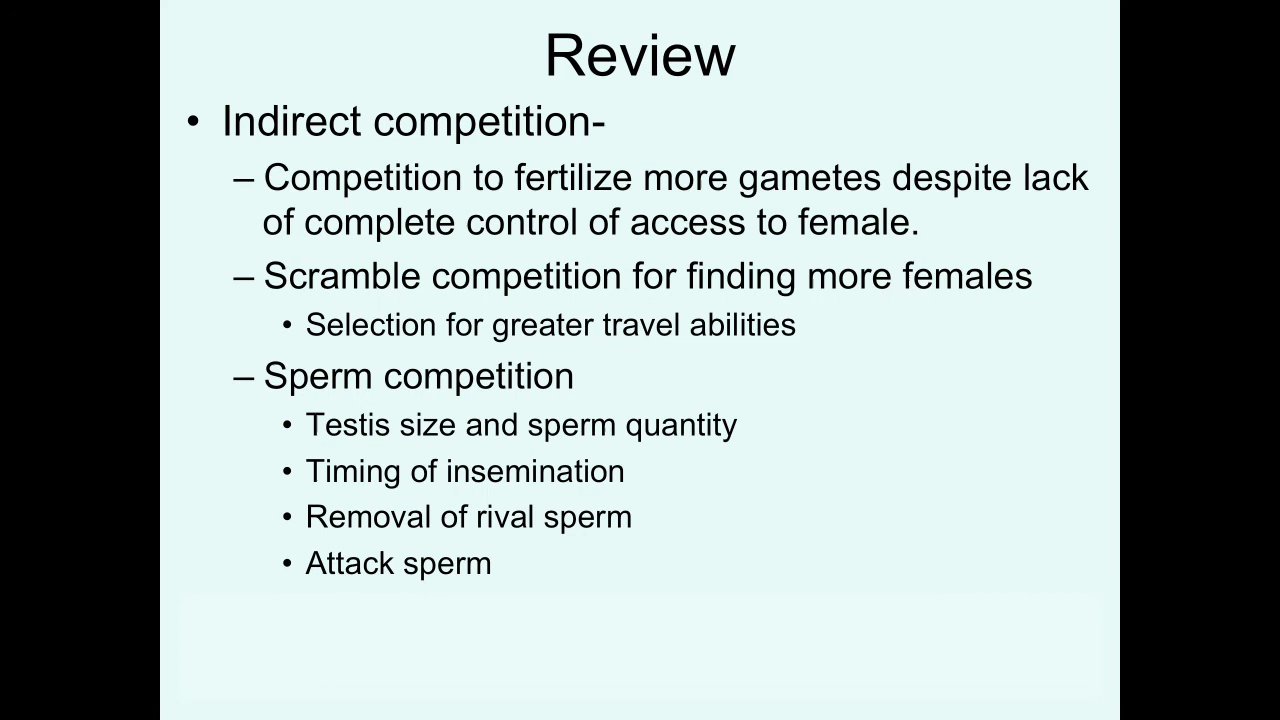 Review
• Indirect competition-
– Competition to fertilize more gametes despite lack
of complete control of access to female.
– Scramble competition for finding more females
• Selection for greater travel abilities
– Sperm competition
• Testis size and sperm quantity
• Timing of insemination
• Removal of rival sperm
• Attack sperm